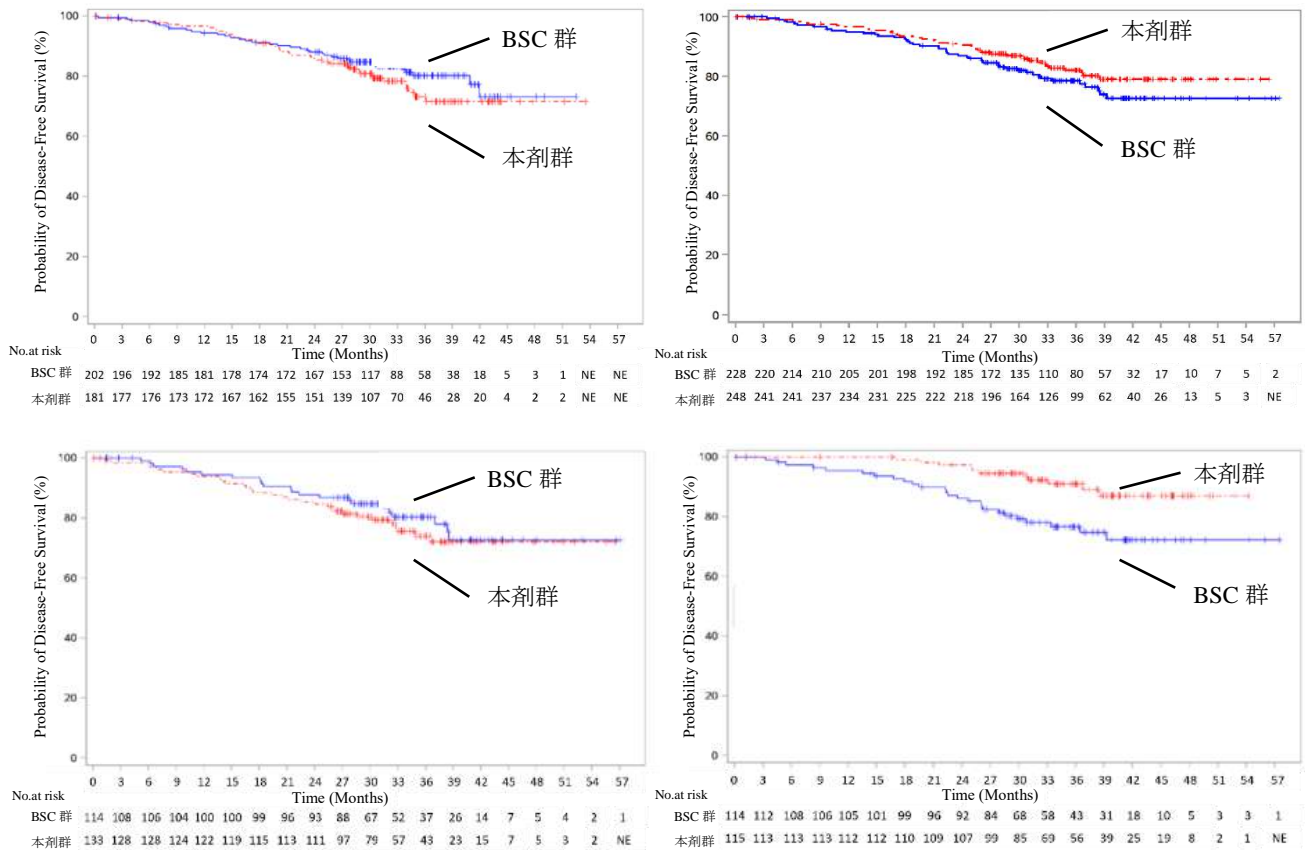 Probability of Disease-Free Survival (%)
100
80
60
40
20
0
BSC 群
本剤群
0 3 6 9 12 15 18 21 24 27 30 33 36 39 42 45 48 51 54 57
No.at risk
Time (Months)
BSC 群 202 196 192 185 181 178 174 172 167 153 117 88 58 38 18 5 3 1 NE NE
本剤群 181 177 176 173 172 167 162 155 151 139 107 70 46 28 20 4 2 2 NE NE
Probability of Disease-Free Survival (%)
100
80
60
40
20
0
本剤群
BSC 群
0 3 6 9 12 15 18 21 24 27 30 33 36 39 42 45 48 51 54 57
No.at risk
Time (Months)
BSC 群 228 220 214 210 205 201 198 192 185 172 135 110 80 57 32 17 10 7 5 2
本剤群 248 241 241 237 234 231 225 222 218 196 164 126 99 62 40 26 13 5 3 NE
Probability of Disease-Free Survival (%)
100
80
60
40
20
0
BSC 群
本剤群
0 3 6 9 12 15 18 21 24 27 30 33 36 39 42 45 48 51 54 57
No.at risk
Time (Months)
BSC 群 114 108 106 104 100 100 99 96 93 88 67 52 37 26 14 7 5 4 2 1
本剤群 133 128 128 124 122 119 115 113 111 97 79 57 43 23 15 7 5 3 2 NE
Probability of Disease-Free Survival (%)
100
80
60
40
20
0
本剤群
BSC 群
0 3 6 9 12 15 18 21 24 27 30 33 36 39 42 45 48 51 54 57
No.at risk
Time (Months)
BSC 群 114 112 108 106 105 101 99 96 92 84 68 58 43 31 18 10 5 3 3 1
本剤群 115 113 113 113 112 112 110 109 107 99 85 69 56 39 25 19 8 2 1 NE